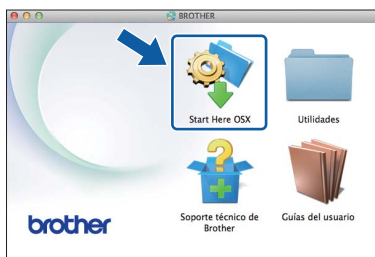 BROTHER
Start Here OSX
Utilidades
Soporte técnico de
Brother
Guías del usuario
brother